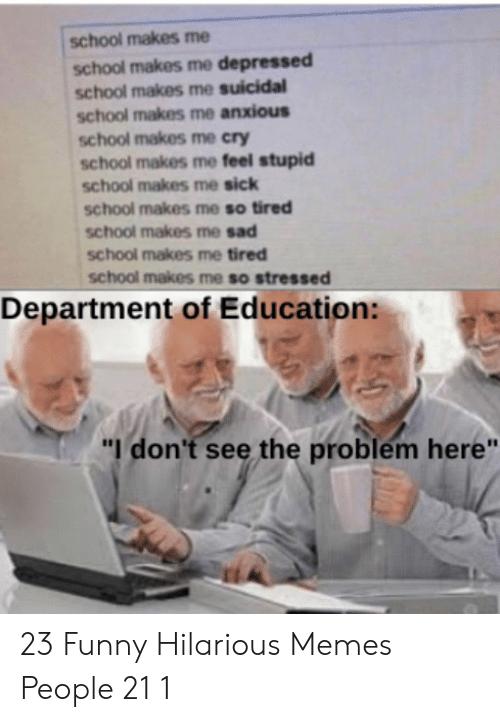 school makes me
school makes me depressed
school makes me suicidal
school makes me anxious
school makes me cry
school makes me feel stupid
school makes me sick
school makes me so tired
school makes me sad
school makes me tired
school makes me so stressed
Department of Education:
"I don't see the problem here"
23 Funny Hilarious Memes
People 21 1